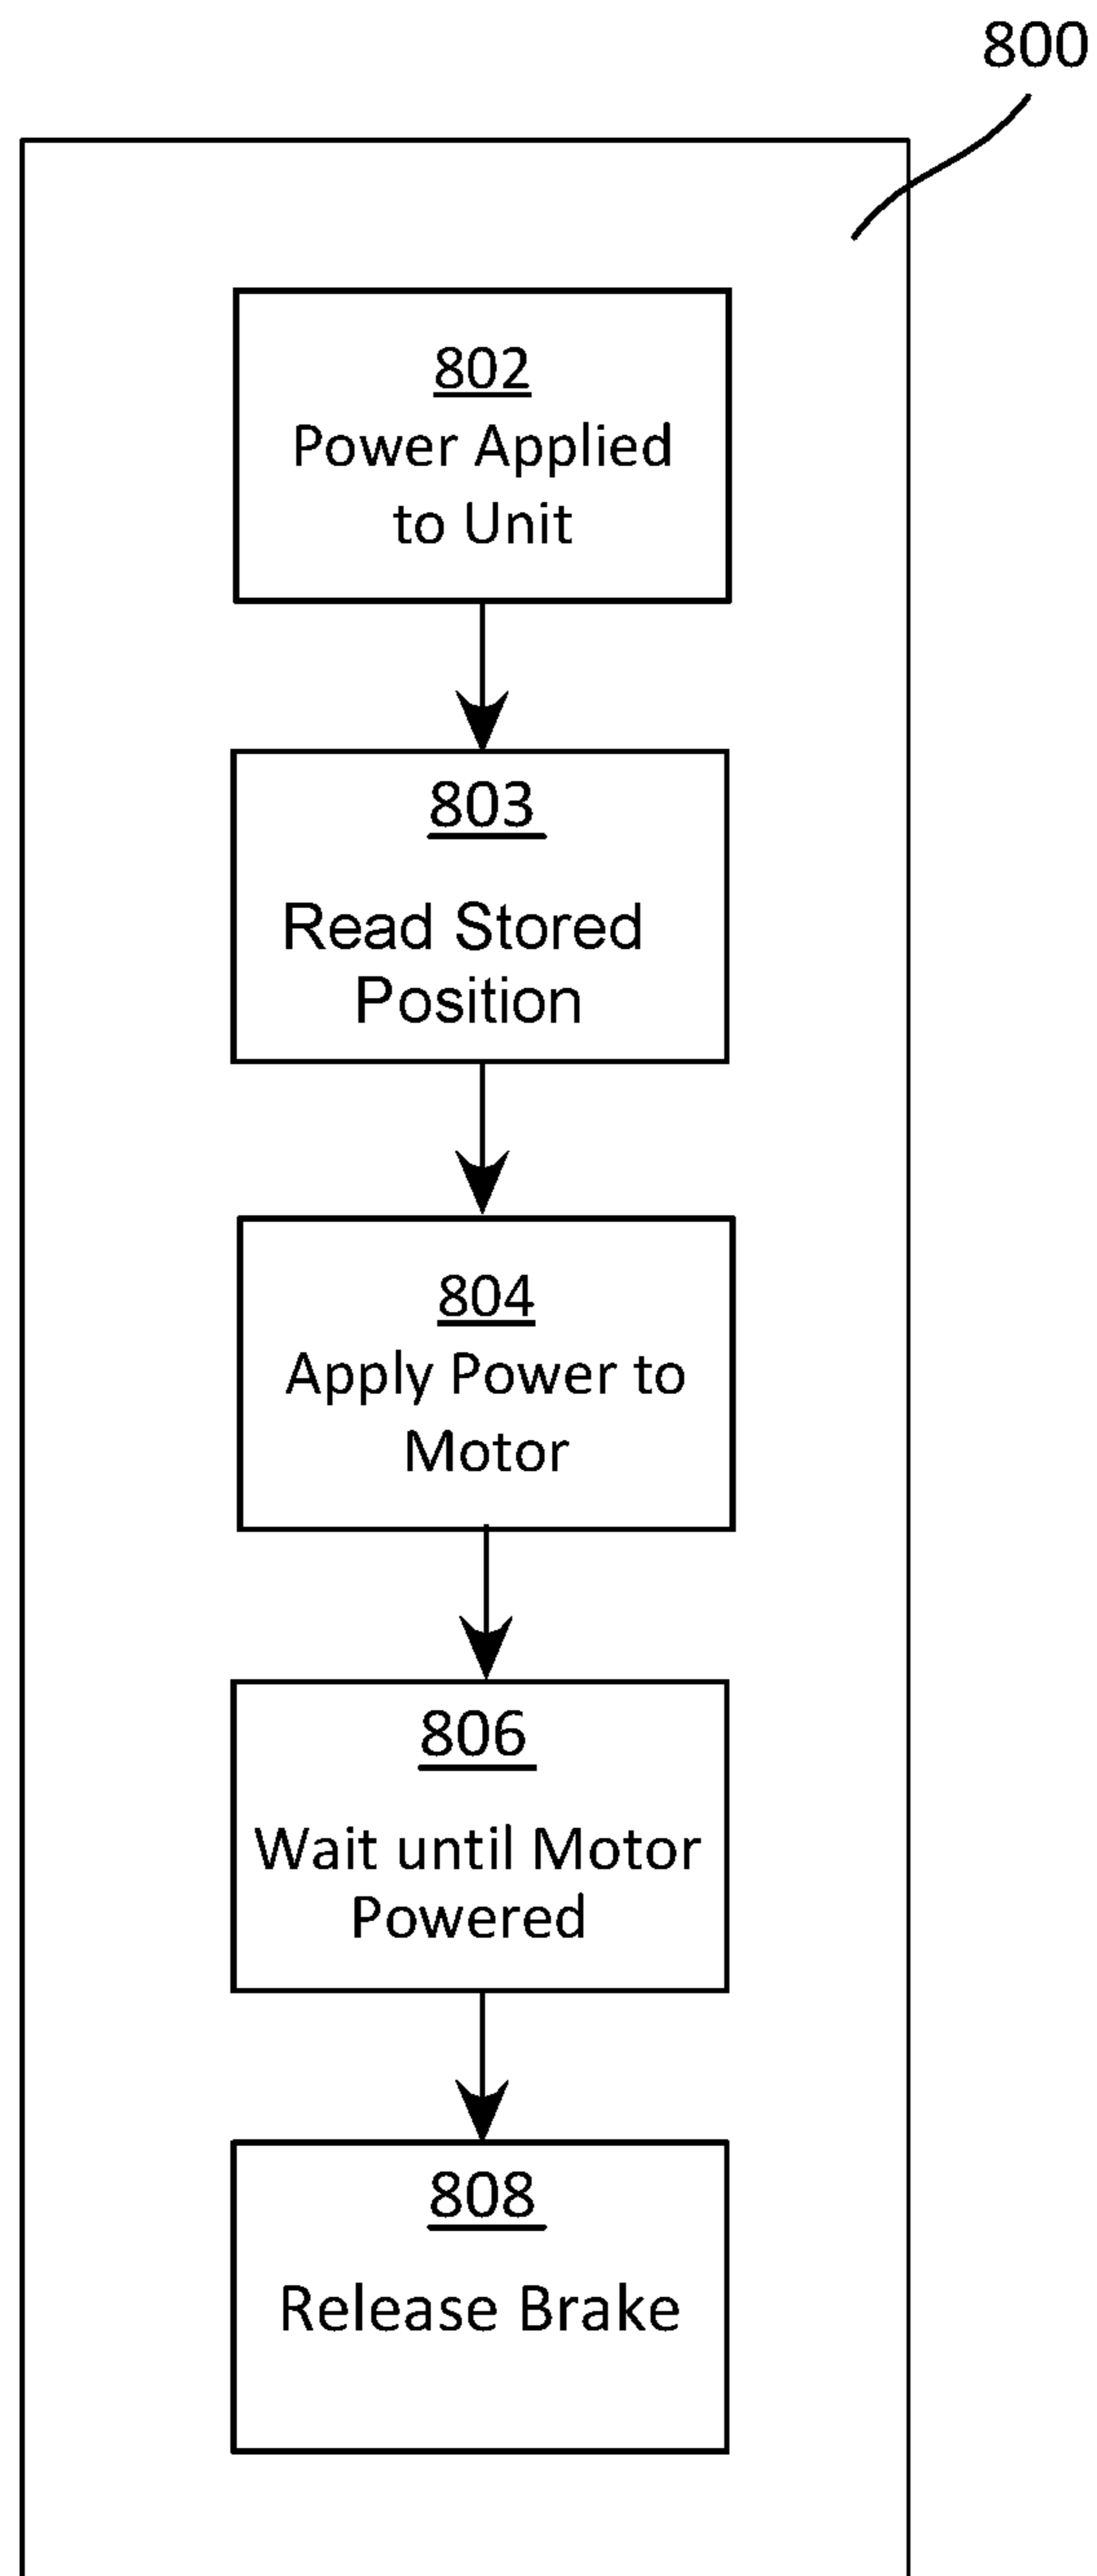 800
802
Power Applied
to Unit
803
Read Stored
Position
804
Apply Power to
Motor
806
Wait until Motor
Powered
808
Release Brake